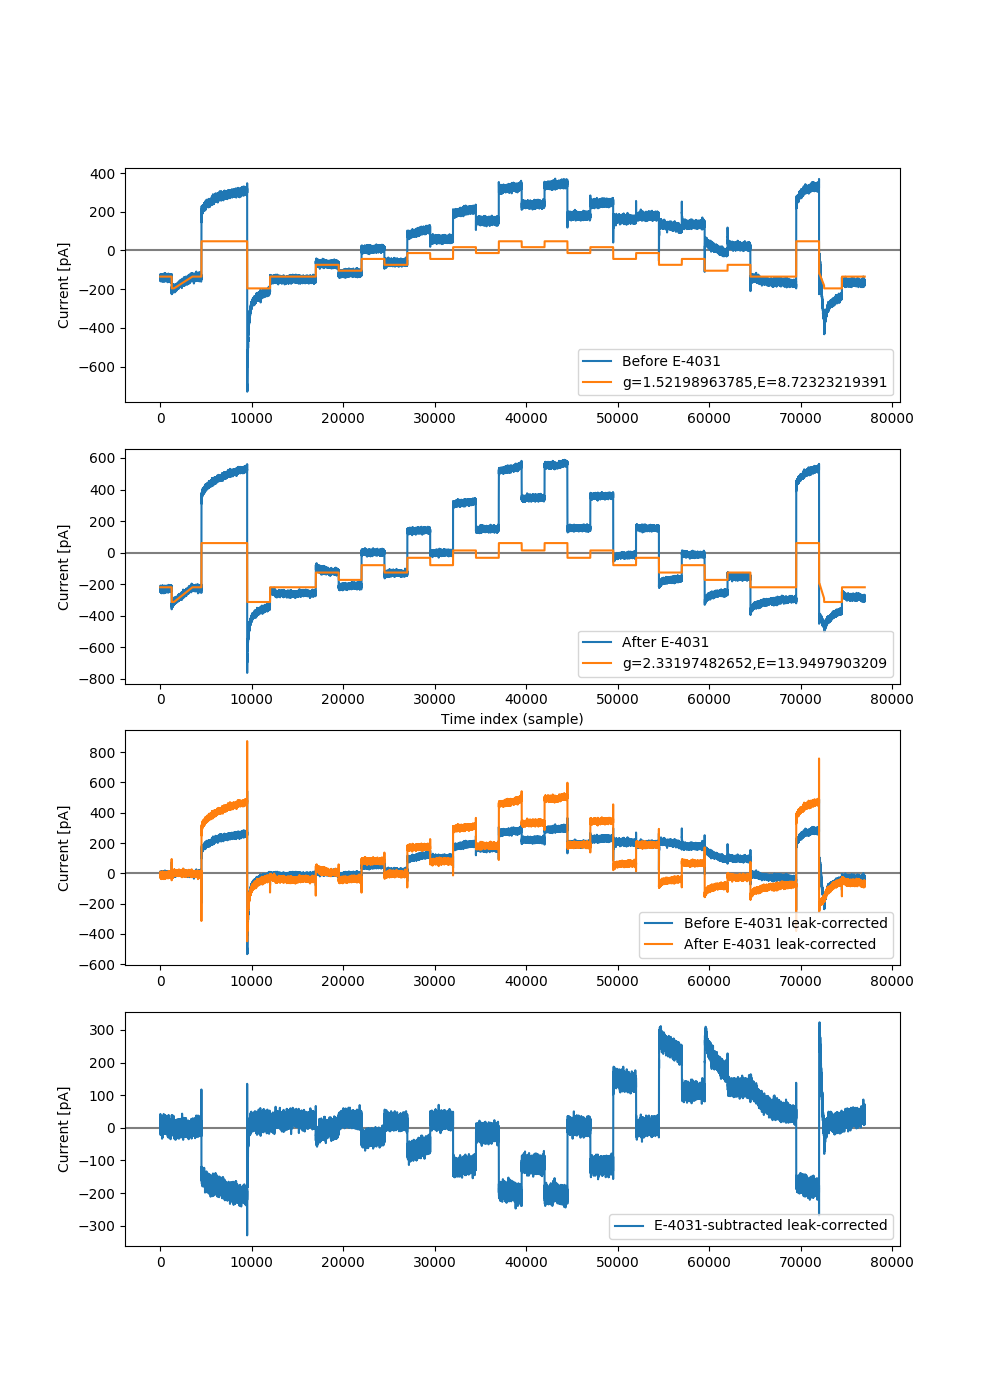 400
200
0
−200
−400
−600
Current [pA]
Before E-4031
g=1.52198963785,E=8.72323219391
0 10000 20000 30000 40000 50000 60000 70000 80000
600
400
200
0
−200
−400
−600
−800
Current [pA]
After E-4031
g=2.33197482652,E=13.9497903209
0 10000 20000 30000 40000 50000 60000 70000 80000
Time index (sample)
800
600
400
200
0
−200
−400
−600
Current [pA]
Before E-4031 leak-corrected
After E-4031 leak-corrected
0 10000 20000 30000 40000 50000 60000 70000 80000
300
200
100
0
−100
−200
−300
Current [pA]
E-4031-subtracted leak-corrected
0 10000 20000 30000 40000 50000 60000 70000 80000